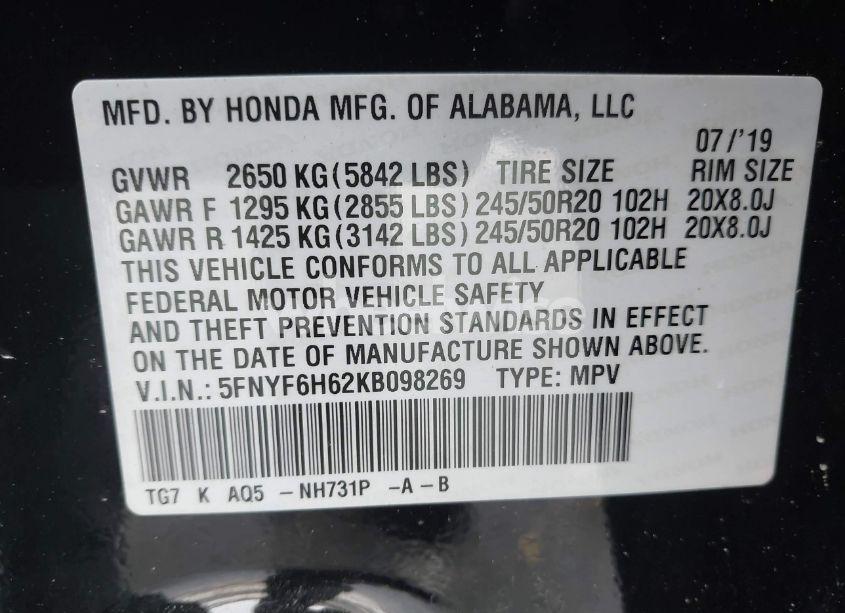 MFD. BY HONDA MFG. OF ALABAMA, LLC
07/'19
GVWR 2650 KG(5842 LBS) TIRE SIZE RIM SIZE
GAWR F 1295 KG(2855 LBS) 245/50R20 102H 20X8.0J
GAWR R 1425 KG(3142 LBS) 245/50R20 102H 20X8.0J
THIS VEHICLE CONFORMS TO ALL APPLICABLE
FEDERAL MOTOR VEHICLE SAFETY
AND THEFT PREVENTION STANDARDS IN EFFECT
ON THE DATE OF MANUFACTURE SHOWN ABOVE.
V.I.N.: 5FNYF6H62KB098269 TYPE: MPV
TG7 K AQ5 -NH731P -A-B